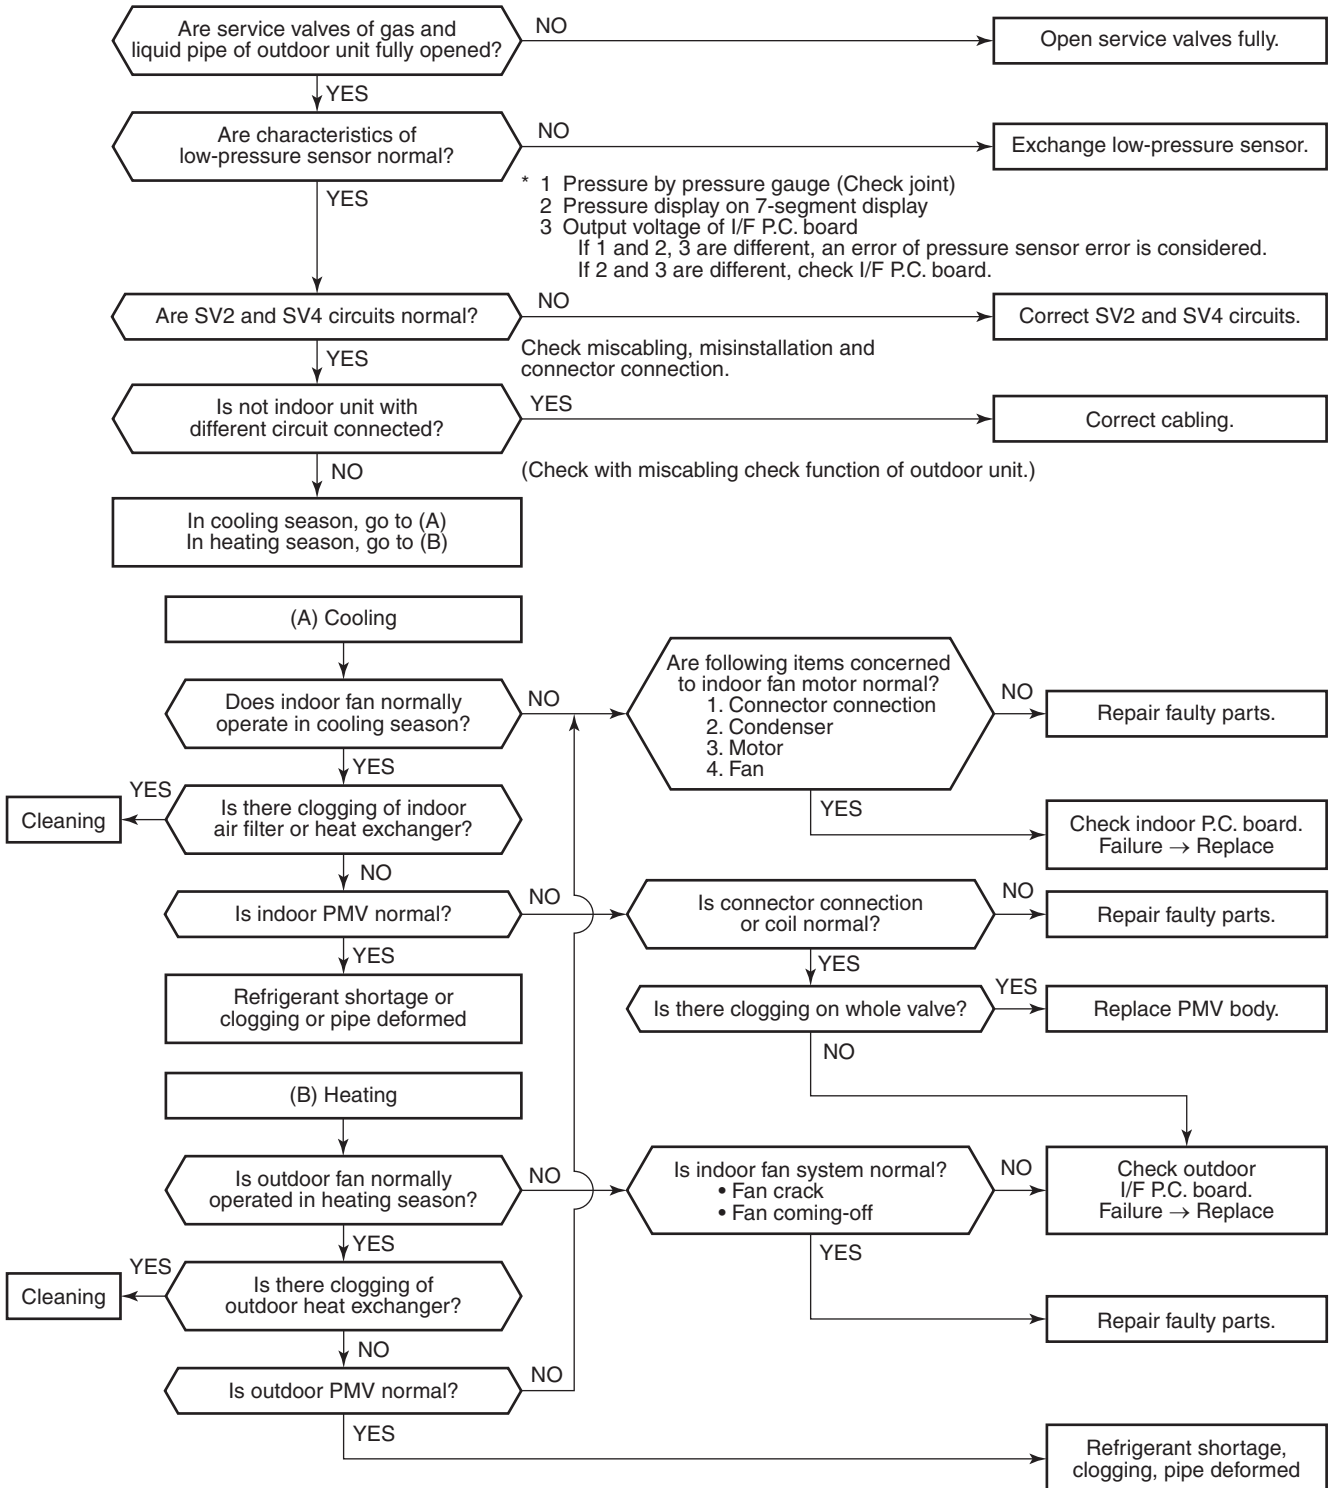 Are service valves of gas and
liquid pipe of outdoor unit fully opened?
NO
Open service valves fully.
YES
Are characteristics of
low-pressure sensor normal?
NO
Exchange low-pressure sensor.
YES
* 1 Pressure by pressure gauge (Check joint)
2 Pressure display on 7-segment display
3 Output voltage of I/F P.C. board
If 1 and 2, 3 are different, an error of pressure sensor error is considered.
If 2 and 3 are different, check I/F P.C. board.
Are SV2 and SV4 circuits normal?
NO
Correct SV2 and SV4 circuits.
YES
Check miscabling, misinstallation and
connector connection.
Is not indoor unit with
different circuit connected?
YES
Correct cabling.
NO
(Check with miscabling check function of outdoor unit.)
In cooling season, go to (A)
In heating season, go to (B)
(A) Cooling
Does indoor fan normally
operate in cooling season?
NO
Are following items concerned
to indoor fan motor normal?
1. Connector connection
2. Condenser
3. Motor
4. Fan
NO
Repair faulty parts.
YES
YES
Check indoor P.C. board.
Failure → Replace
Is there clogging of indoor
air filter or heat exchanger?
YES
Cleaning
NO
Is indoor PMV normal?
NO
Is connector connection
or coil normal?
NO
Repair faulty parts.
YES
YES
Refrigerant shortage or
clogging or pipe deformed
Is there clogging on whole valve?
YES
Replace PMV body.
NO
(B) Heating
Is outdoor fan normally
operated in heating season?
NO
Is indoor fan system normal?
• Fan crack
• Fan coming-off
NO
Check outdoor
I/F P.C. board.
Failure → Replace
YES
YES
Repair faulty parts.
Is there clogging of
outdoor heat exchanger?
YES
Cleaning
NO
Is outdoor PMV normal?
NO
YES
Refrigerant shortage,
clogging, pipe deformed